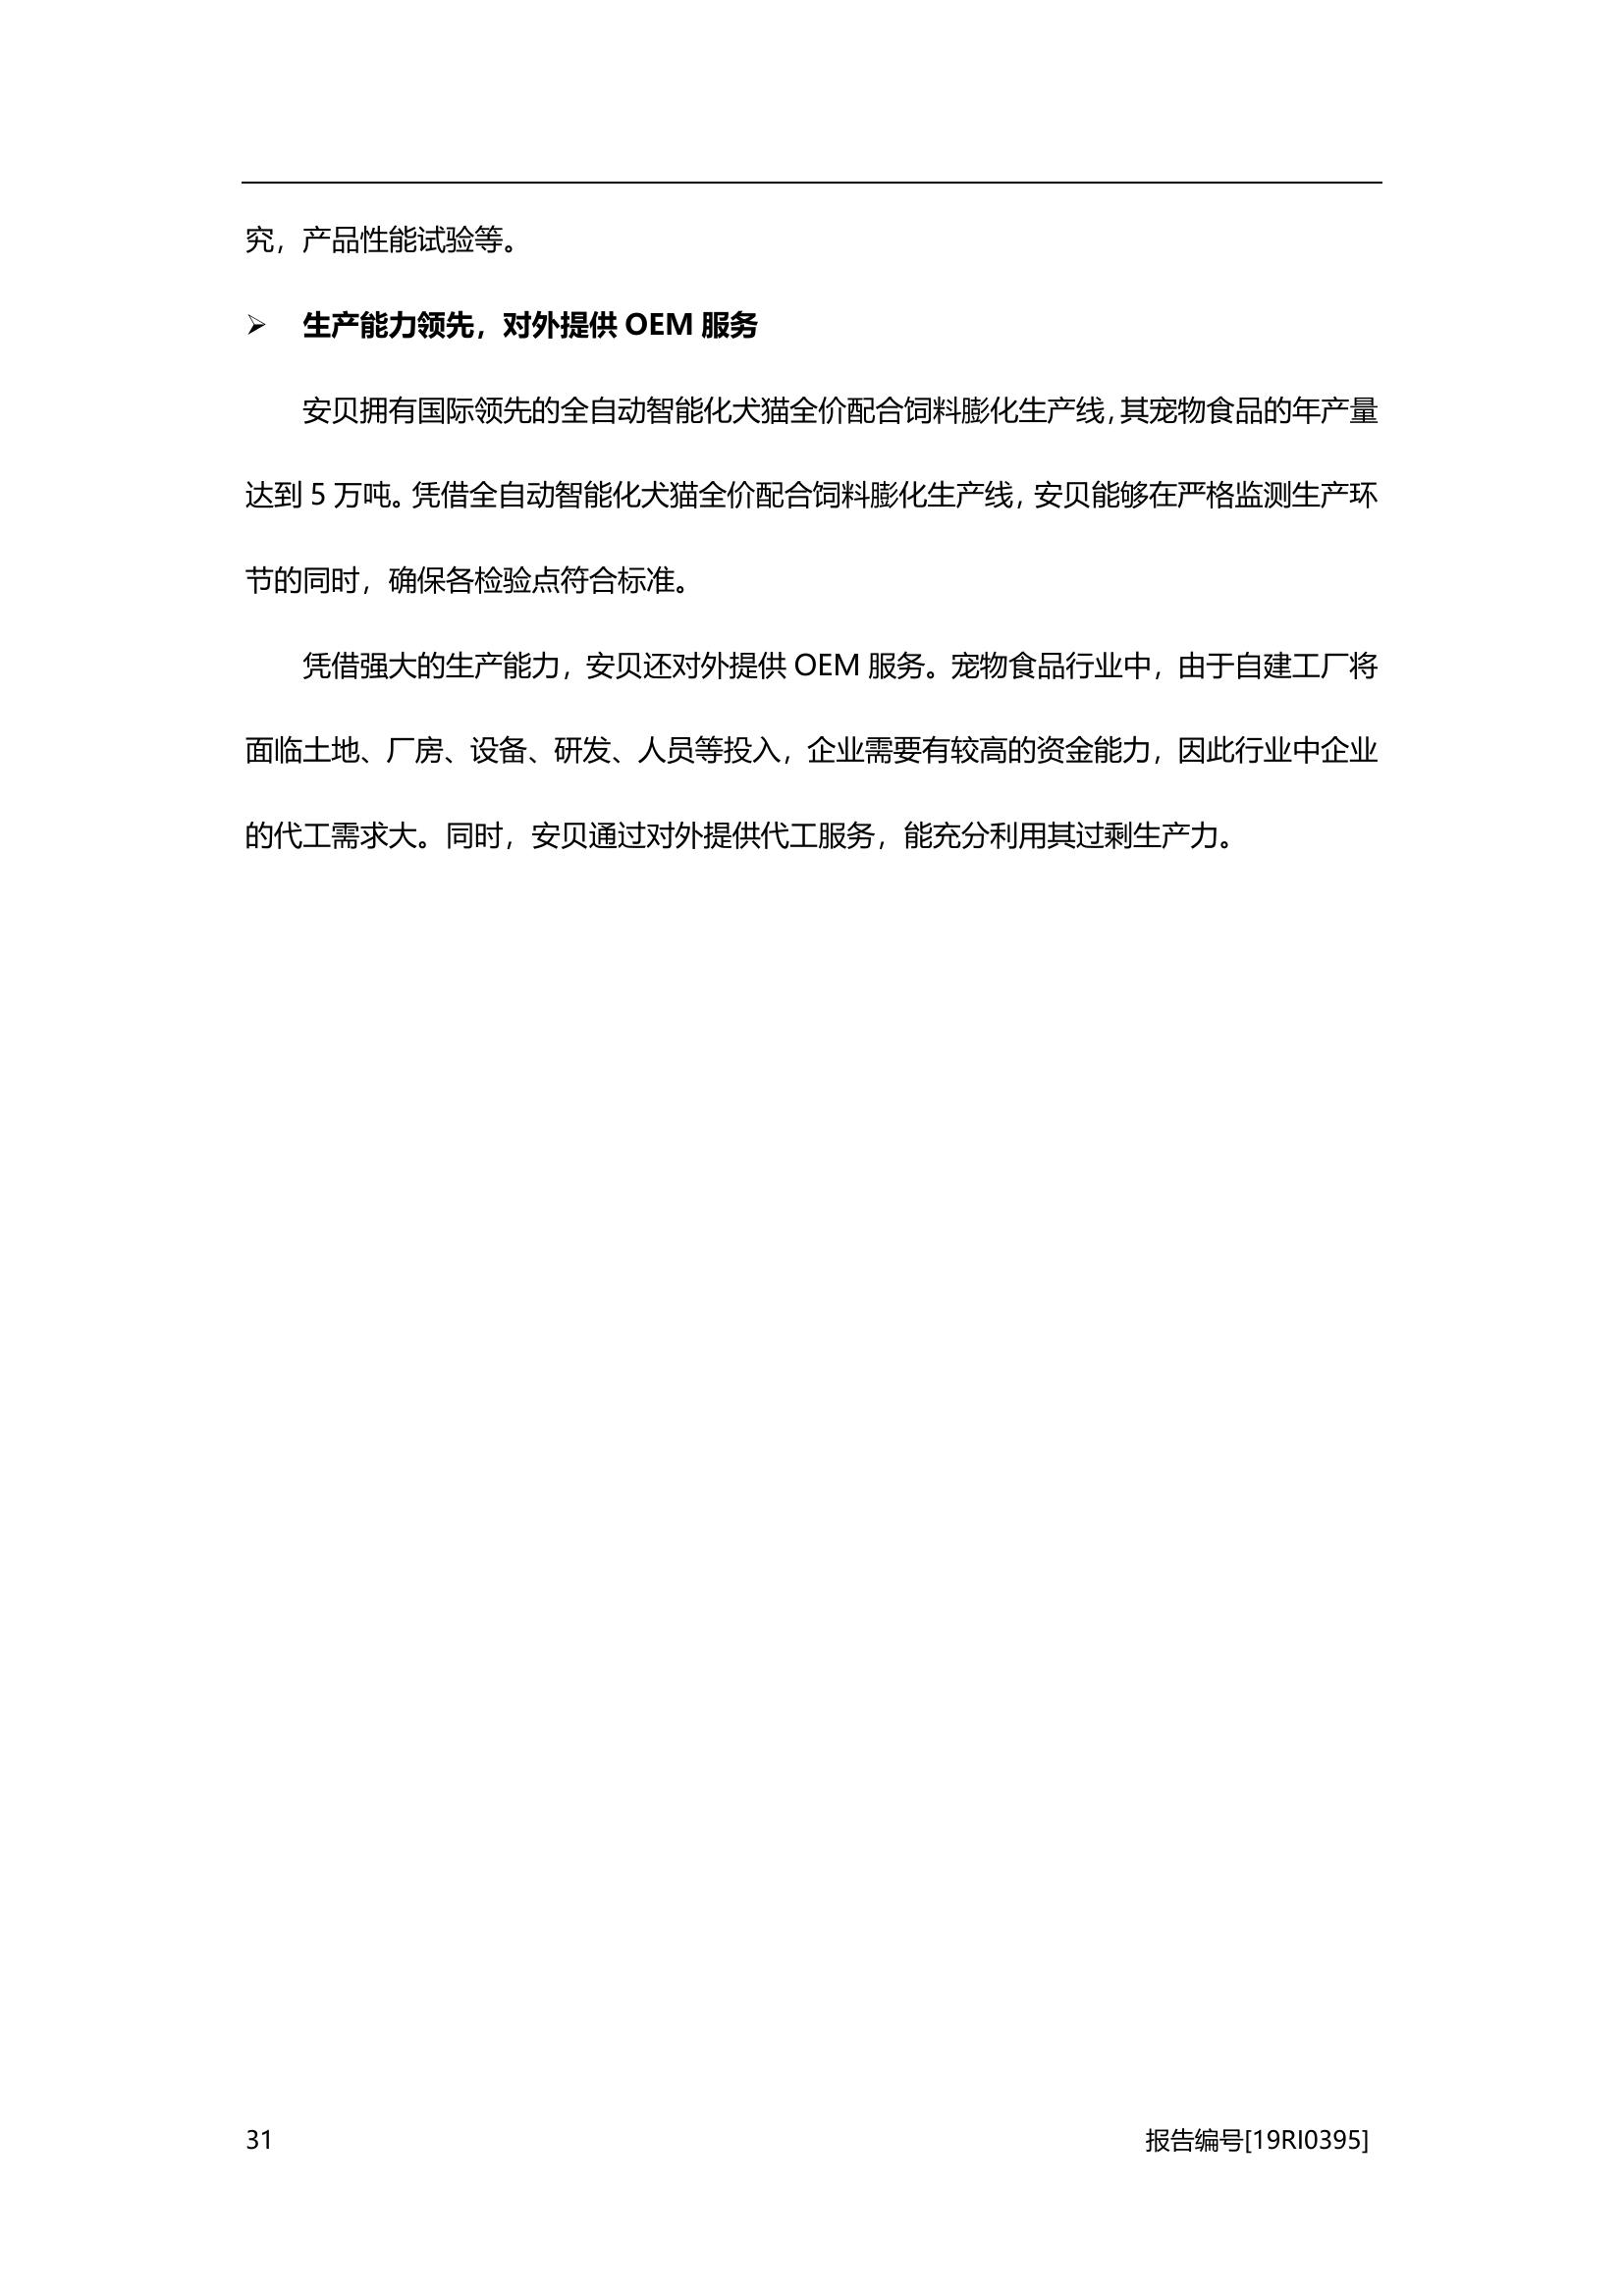 究，产品性能试验等。
➢ 生产能力领先，对外提供 OEM 服务
安贝拥有国际领先的全自动智能化犬猫全价配合饲料膨化生产线，其宠物食品的年产量
达到 5 万吨。凭借全自动智能化犬猫全价配合饲料膨化生产线，安贝能够在严格监测生产环
节的同时，确保各检验点符合标准。
凭借强大的生产能力，安贝还对外提供 OEM 服务。宠物食品行业中，由于自建工厂将
面临土地、厂房、设备、研发、人员等投入，企业需要有较高的资金能力，因此行业中企业
的代工需求大。同时，安贝通过对外提供代工服务，能充分利用其过剩生产力。
31 报告编号[19RI0395]